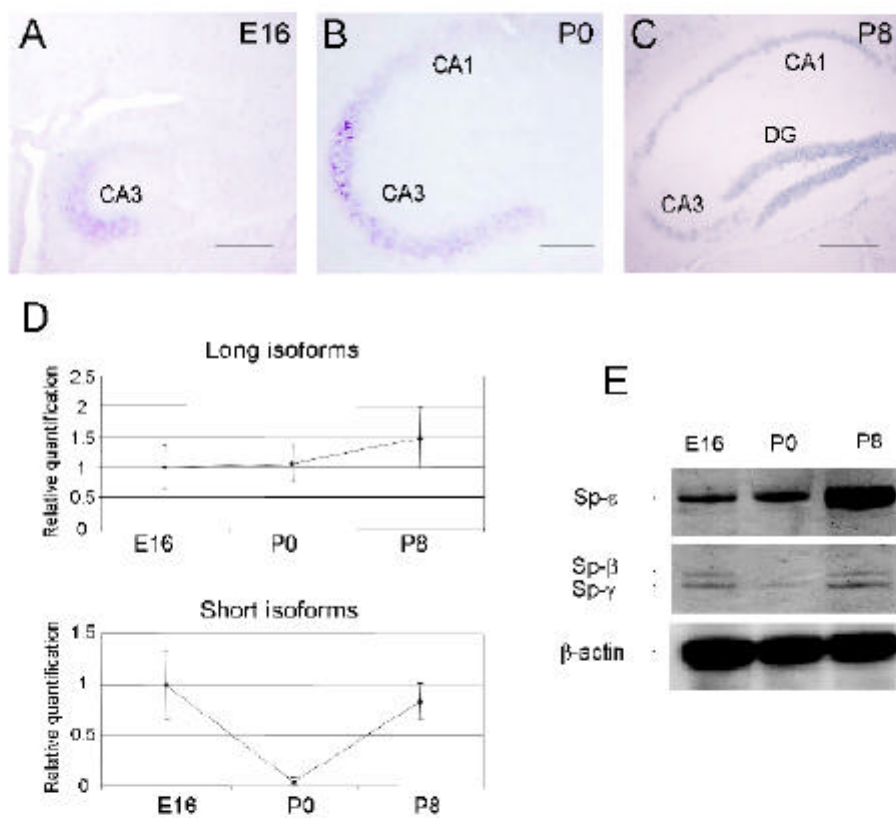 A E16
CA3
B P0
CA1
CA3
C P8
CA1
DG
CA3
D
Long isoforms
Relative quantification
2.5
2
1.5
1
0.5
0
E16 P0 P8
Short isoforms
Relative quantification
1.5
1
0.5
0
E16 P0 P8
E
E16 P0 P8
Sp-ε
Sp-β
Sp-γ
β-actin